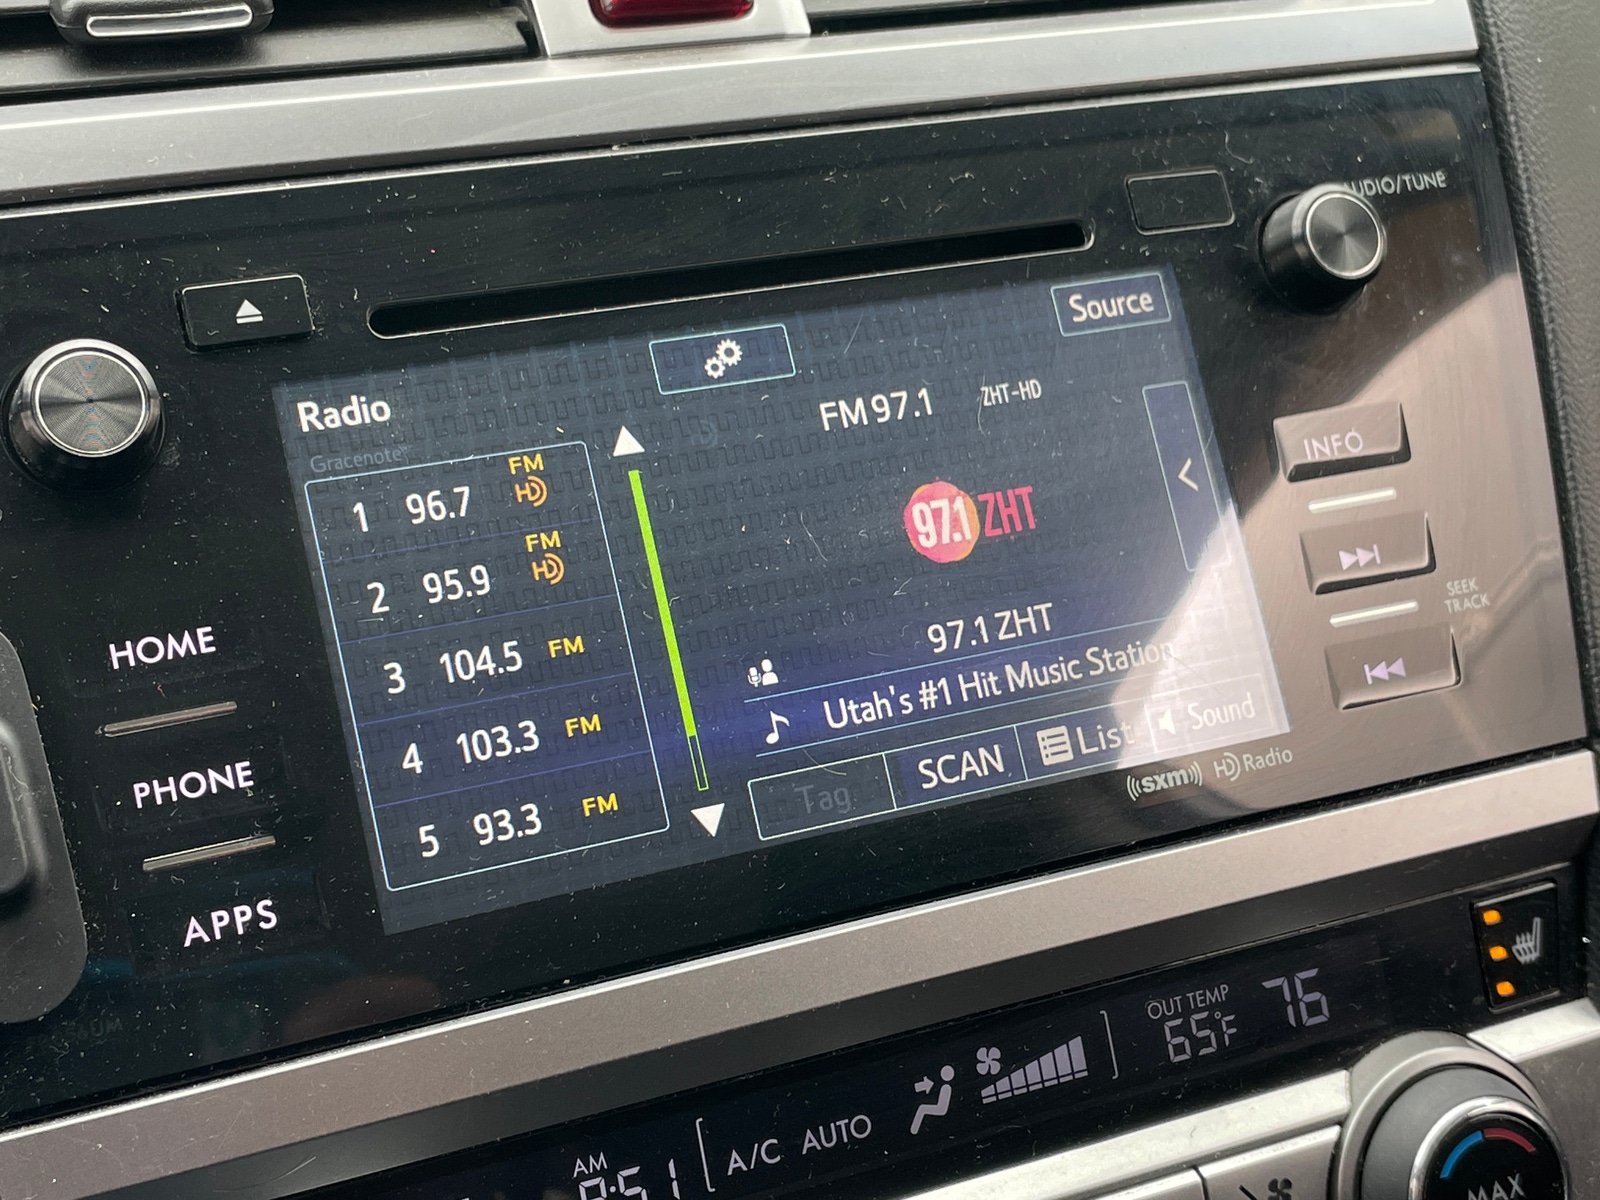 AUDIO/TUNE
Source
Radio
FM 97.1 ZHT-HD
Gracenote
1 96.7 FM HD
2 95.9 FM HD
3 104.5 FM
4 103.3 FM
5 93.3 FM
97.1 ZHT
97.1 ZHT
Utah's #1 Hit Music Station
Tag
SCAN
List
Sound
((sxm)) HD Radio
HOME
PHONE
APPS
INFO
SEEK
TRACK
OUT TEMP
65°F
76
A/C AUTO
AM
8:51
MAX